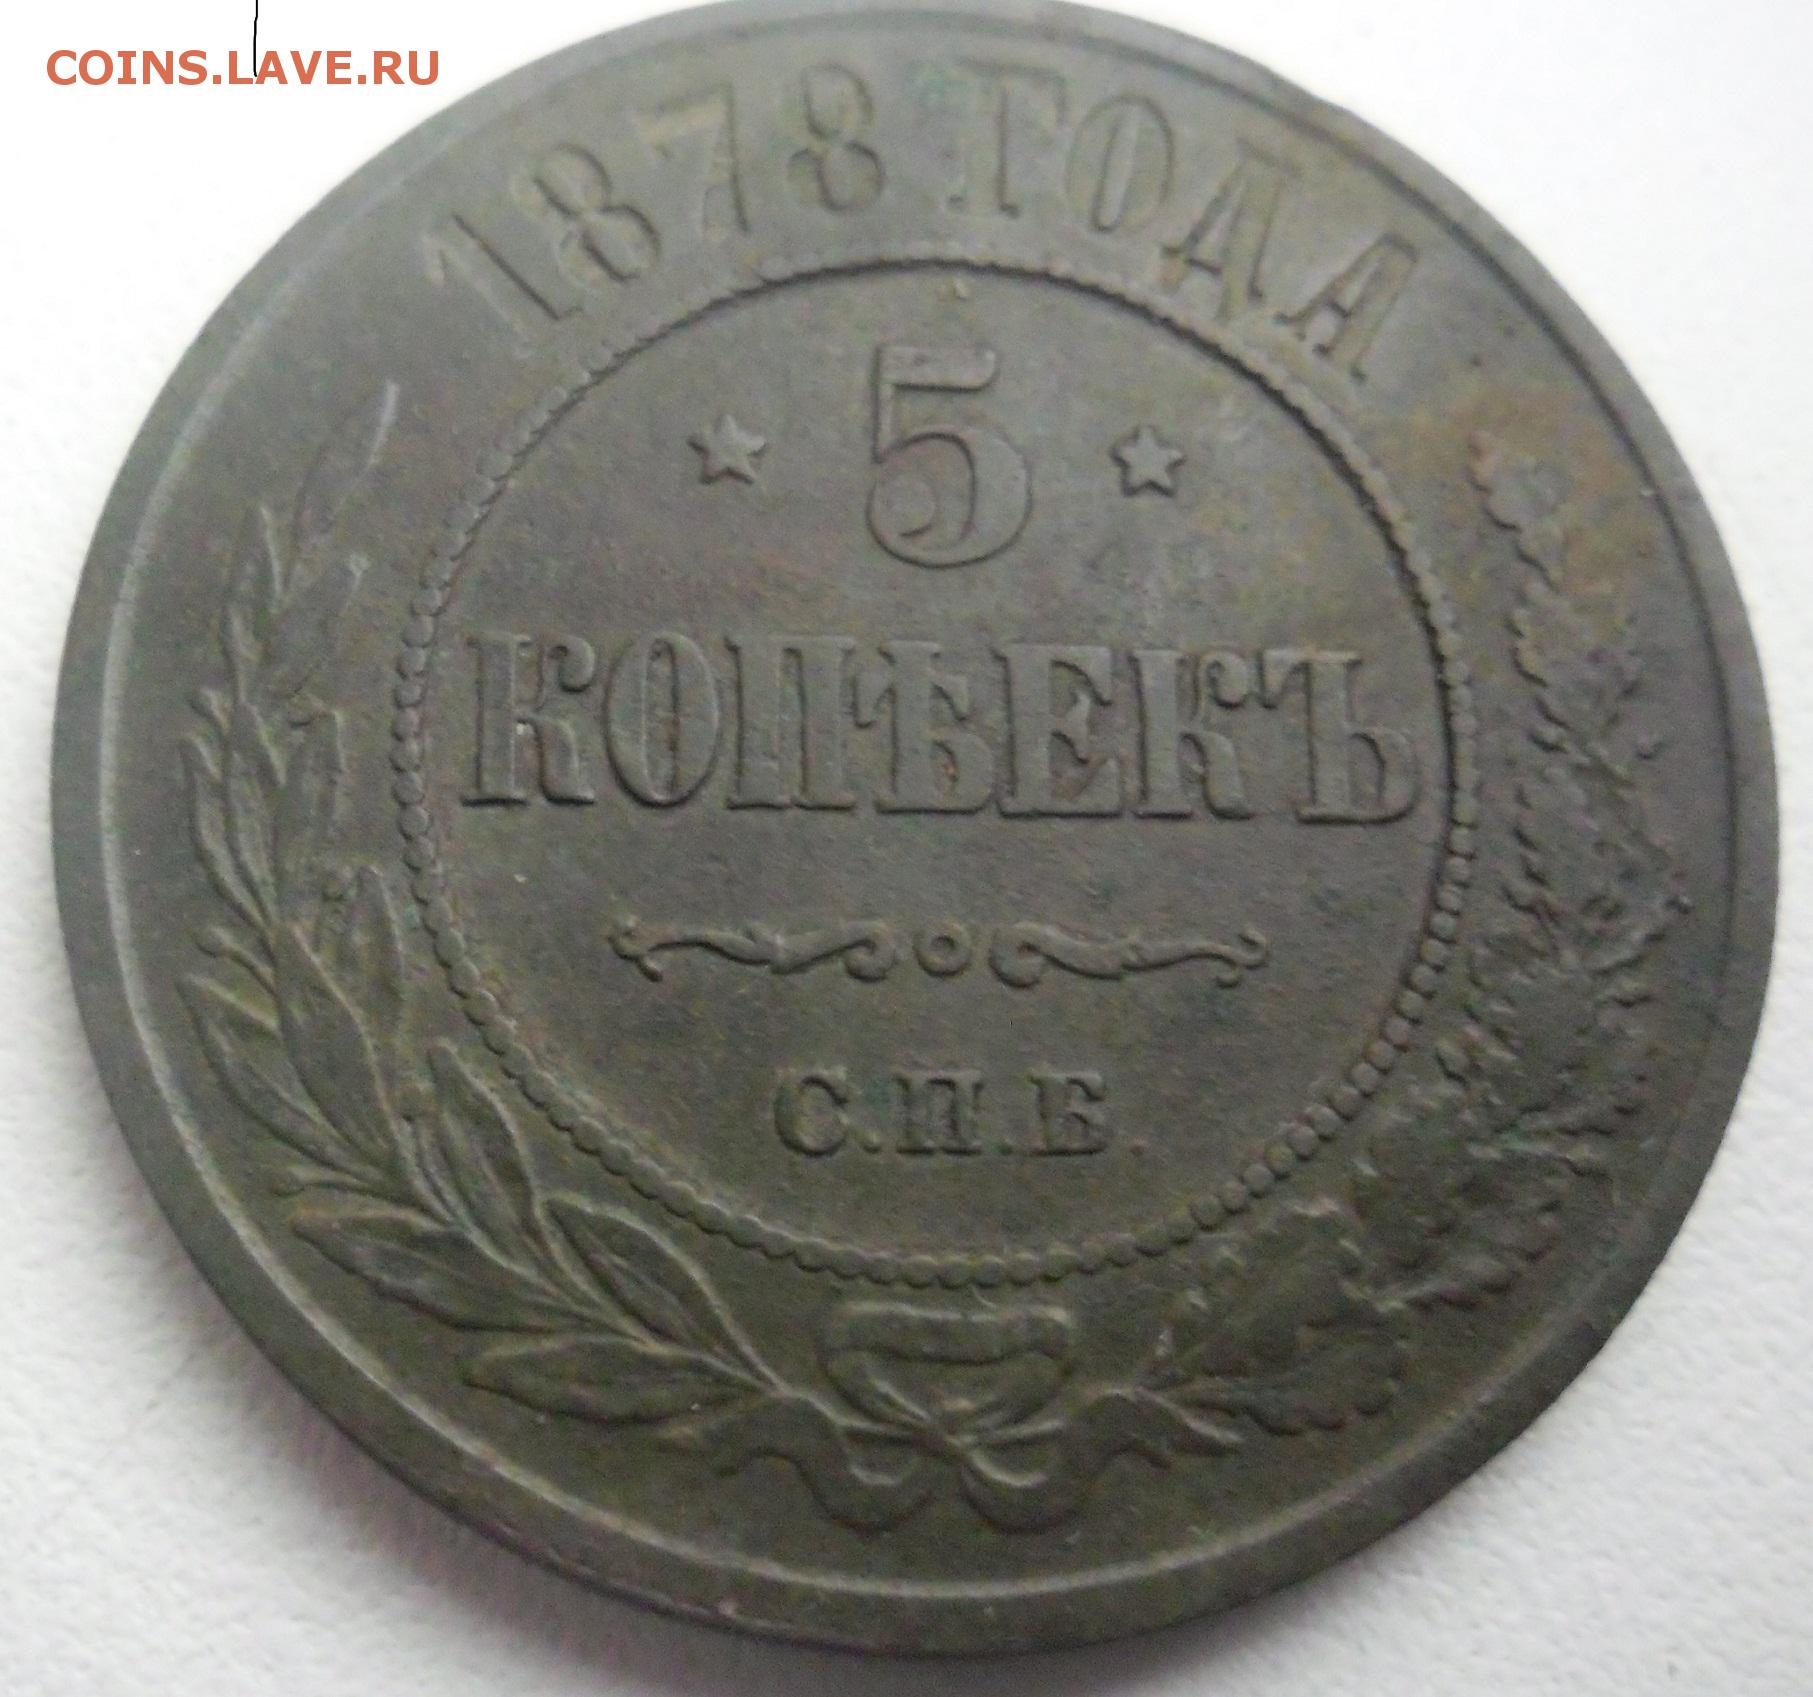 COINS.LAVE.RU
1878 ГОДА
5
КОПѢЕКЪ
С.П.Б.